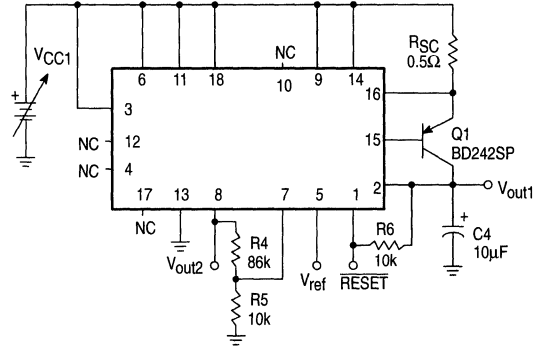 VCC1
+
NC
6
11
18
10
9
14
RSC
0.5Ω
16
3
Q1
BD242SP
15
NC
12
NC
4
2
Vout1
17
13
8
7
5
1
NC
R4
86k
R6
10k
+
C4
10μF
Vout2
Vref
RESET
R5
10k